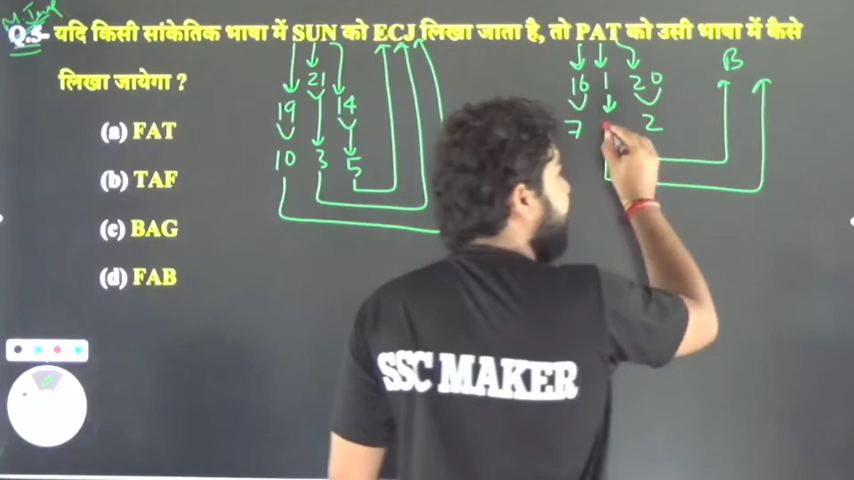 M. Imp
Q.5- यदि किसी सांकेतिक भाषा में SUN को ECJ लिखा जाता है, तो PAT को उसी भाषा में कैसे
लिखा जायेगा ?
(a) FAT
(b) TAF
(c) BAG
(d) FAB
21
19 14
10 3 5
B
16 1 20
7 2
SSC MAKER